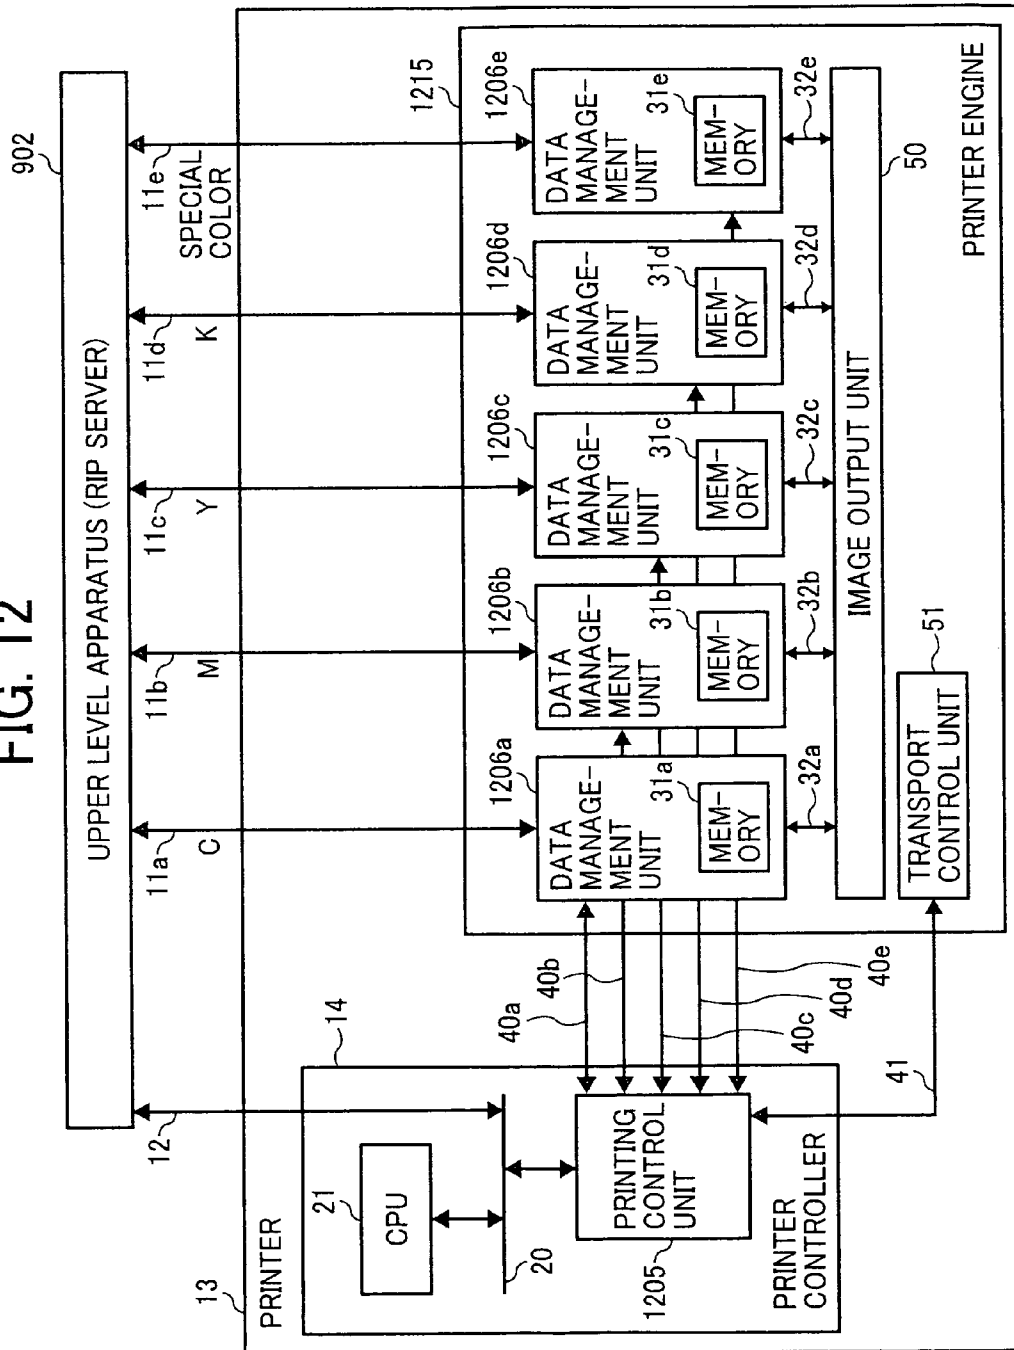 FIG. 12
902
UPPER LEVEL APPARATUS (RIP SERVER)
12
11a
C
11b
M
11c
Y
11d
K
11e
SPECIAL
COLOR
13
PRINTER
14
21
CPU
20
PRINTING
CONTROL
UNIT
1205
PRINTER
CONTROLLER
40a
40b
40c
40d
40e
41
1215
1206a
DATA
MANAGE-
MENT
UNIT
31a
MEM-
ORY
32a
1206b
DATA
MANAGE-
MENT
UNIT
31b
MEM-
ORY
32b
1206c
DATA
MANAGE-
MENT
UNIT
31c
MEM-
ORY
32c
1206d
DATA
MANAGE-
MENT
UNIT
31d
MEM-
ORY
32d
1206e
DATA
MANAGE-
MENT
UNIT
31e
MEM-
ORY
32e
IMAGE OUTPUT UNIT
50
TRANSPORT
CONTROL UNIT
51
PRINTER ENGINE